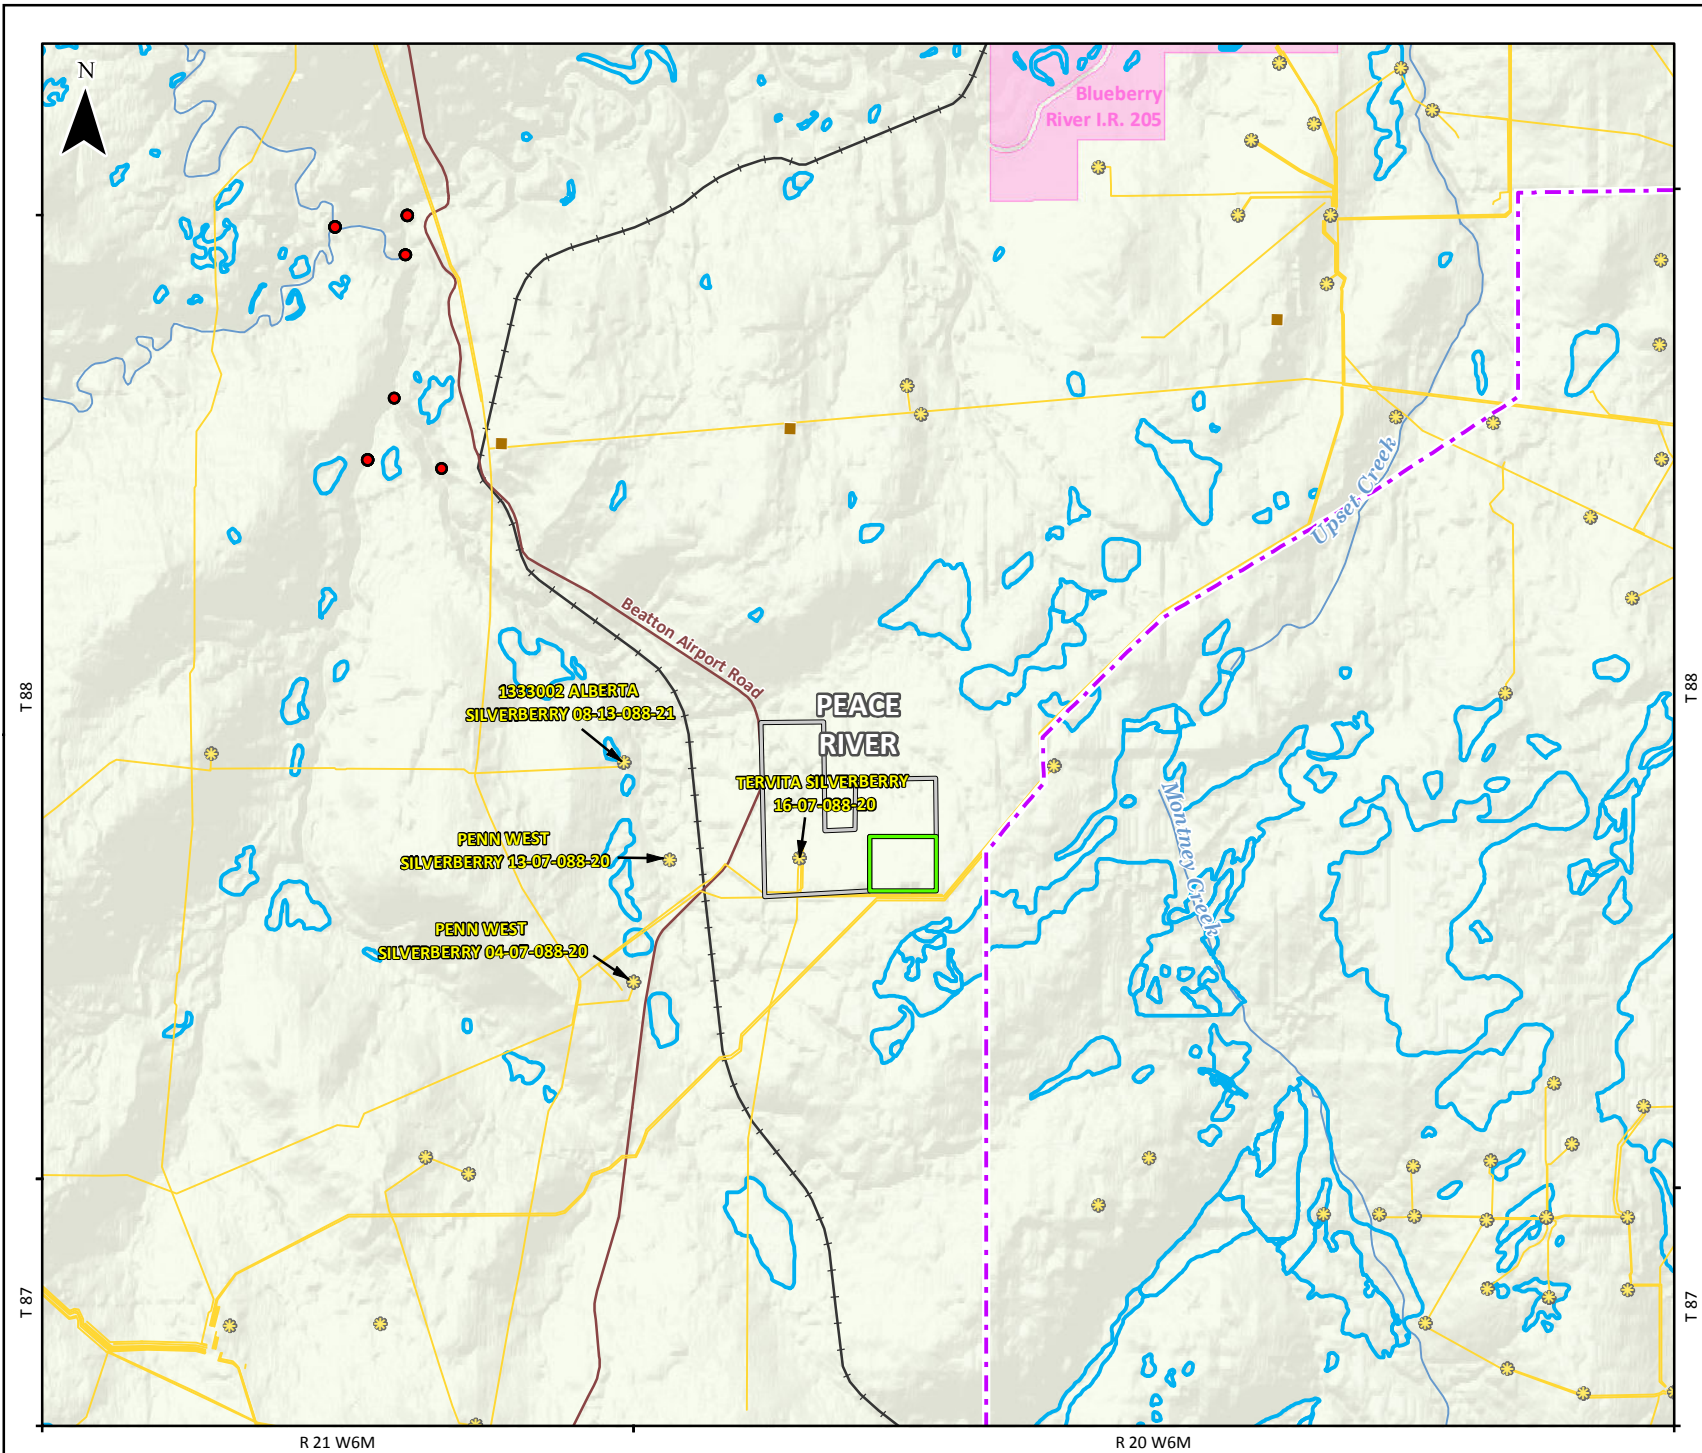 N
Blueberry
River I.R. 205
Upset Creek
Beatton Airport Road
T 88
T 88
1333002 ALBERTA
SILVERBERRY 08-13-088-21
PEACE
RIVER
TERVITA SILVERBERRY
16-07-088-20
Montney Creek
PENN WEST
SILVERBERRY 13-07-088-20
PENN WEST
SILVERBERRY 04-07-088-20
T 87
T 87
R 21 W6M
R 20 W6M